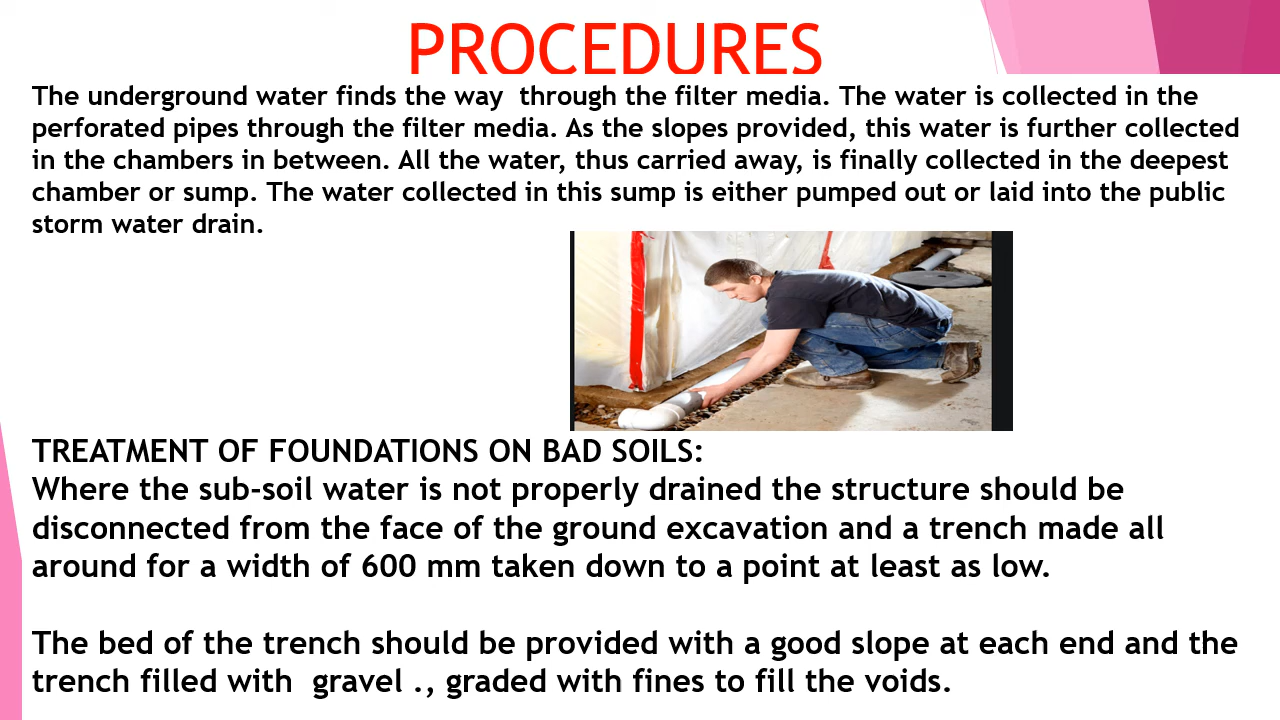 PROCEDURES
The underground water finds the way  through the filter media. The water is collected in the
perforated pipes through the filter media. As the slopes provided, this water is further collected
in the chambers in between. All the water, thus carried away, is finally collected in the deepest
chamber or sump. The water collected in this sump is either pumped out or laid into the public
storm water drain.
TREATMENT OF FOUNDATIONS ON BAD SOILS:
Where the sub-soil water is not properly drained the structure should be
disconnected from the face of the ground excavation and a trench made all
around for a width of 600 mm taken down to a point at least as low.
The bed of the trench should be provided with a good slope at each end and the
trench filled with  gravel ., graded with fines to fill the voids.